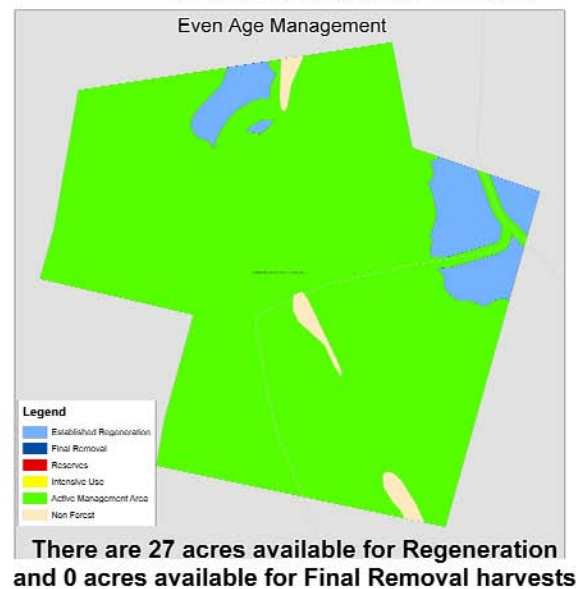 Even Age Management
Legend
Established Regeneration
Final Removal
Reserves
Intensive Use
Active Management Area
Non Forest
There are 27 acres available for Regeneration
and 0 acres available for Final Removal harvests